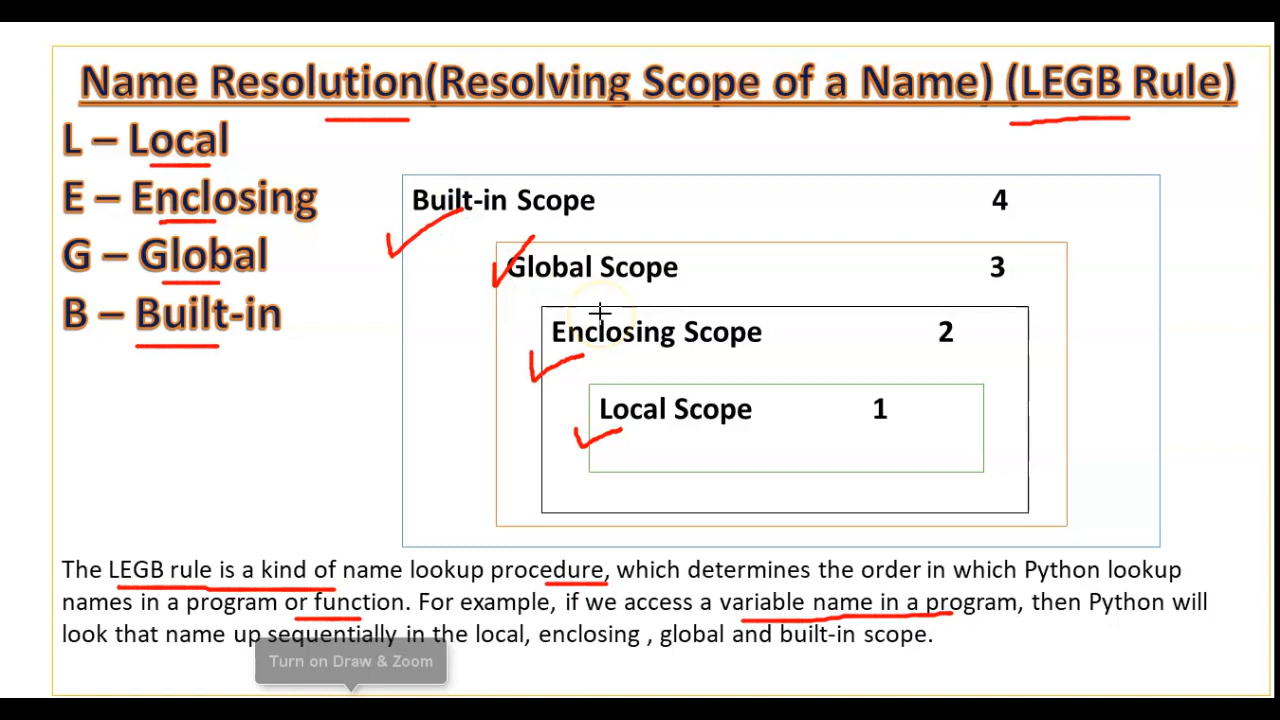 Name Resolution(Resolving Scope of a Name) (LEGB Rule)
L – Local
E – Enclosing
G – Global
B – Built-in
Built-in Scope 4
Global Scope 3
Enclosing Scope 2
Local Scope 1
The LEGB rule is a kind of name lookup procedure, which determines the order in which Python lookup
names in a program or function. For example, if we access a variable name in a program, then Python will
look that name up sequentially in the local, enclosing , global and built-in scope.
Turn on Draw & Zoom